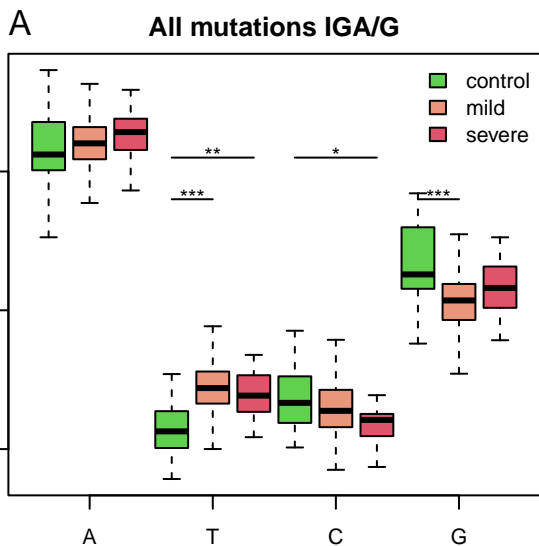 A
All mutations IGA/G
control
mild
severe
** *
*** ***
A T C G